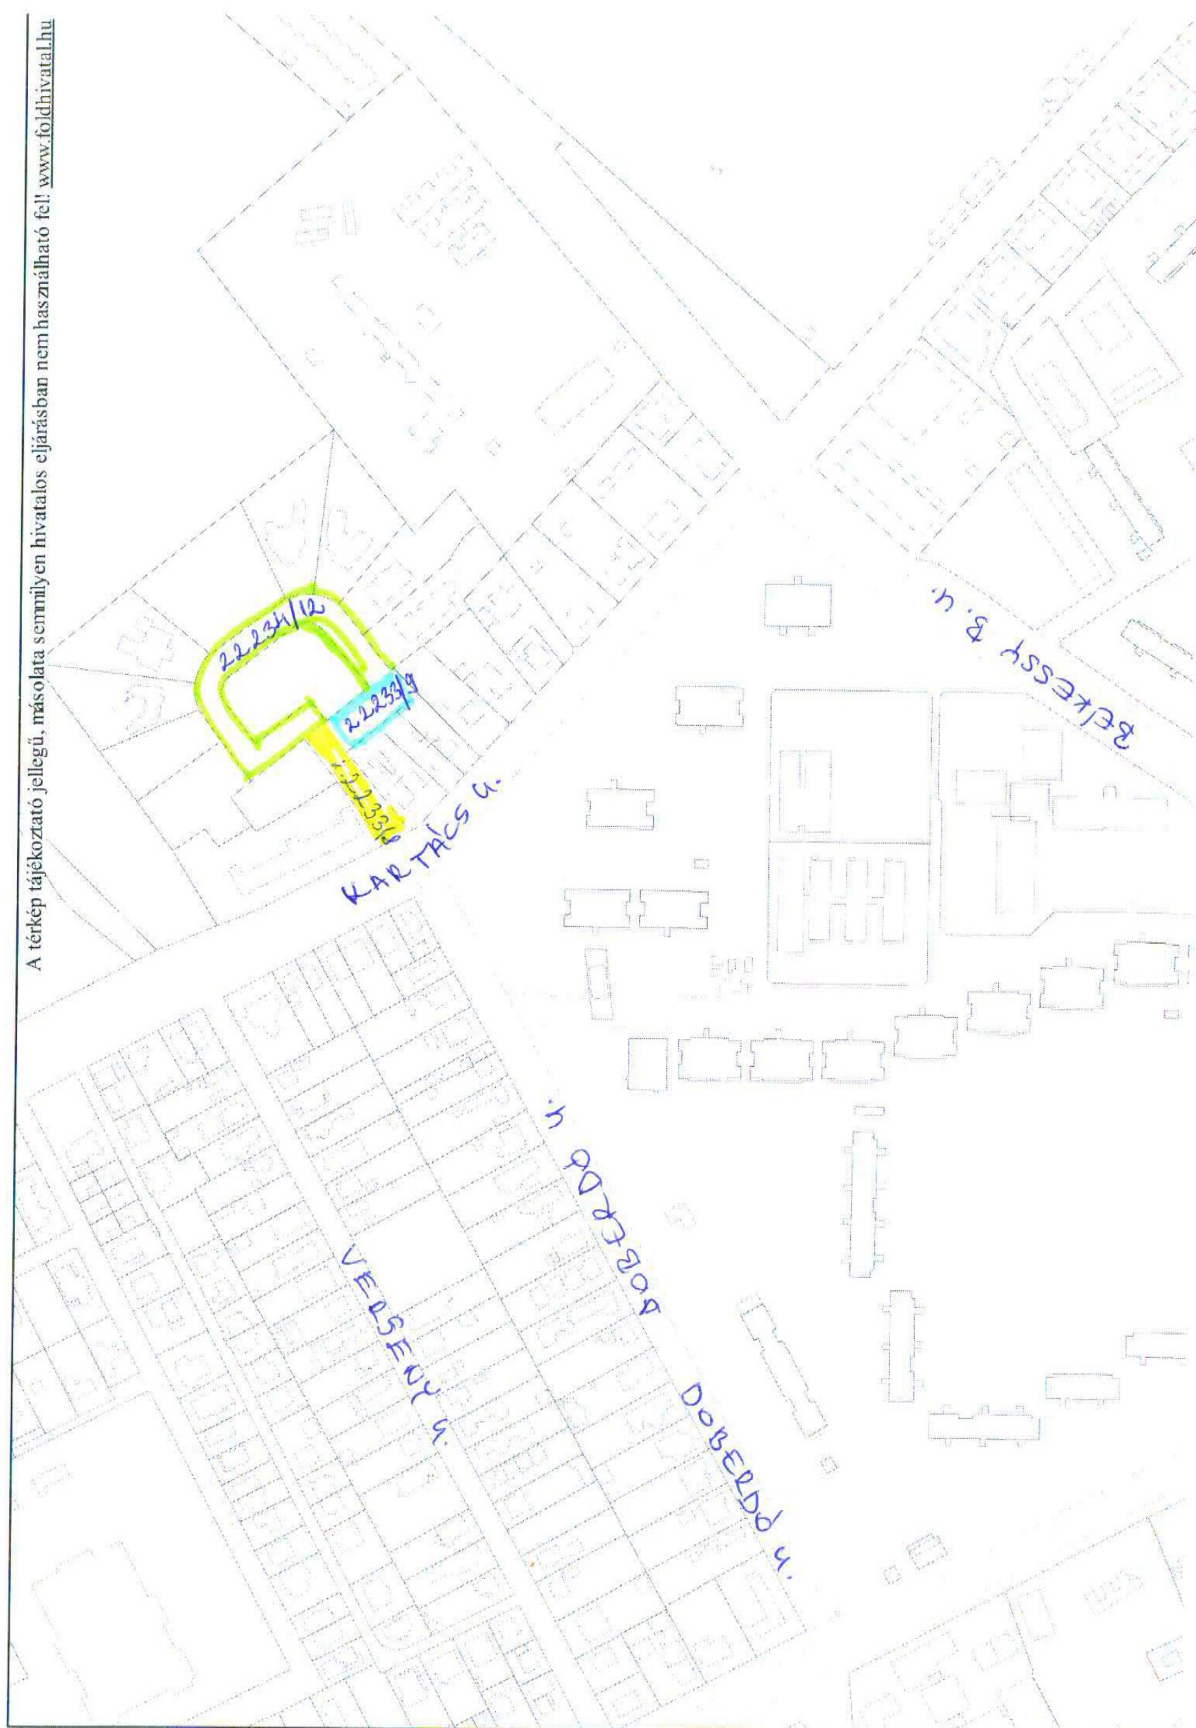 A térkép tájékoztató jellegű, másolata semmilyen hivatalos eljárásban nem használható fel! www.foldhivatal.hu
22234/12
22233/9
KARTÁCS u.
BÉKESSY B. u.
DOBERDÓ u.
VERSENY u.
DOBERDÓ u.